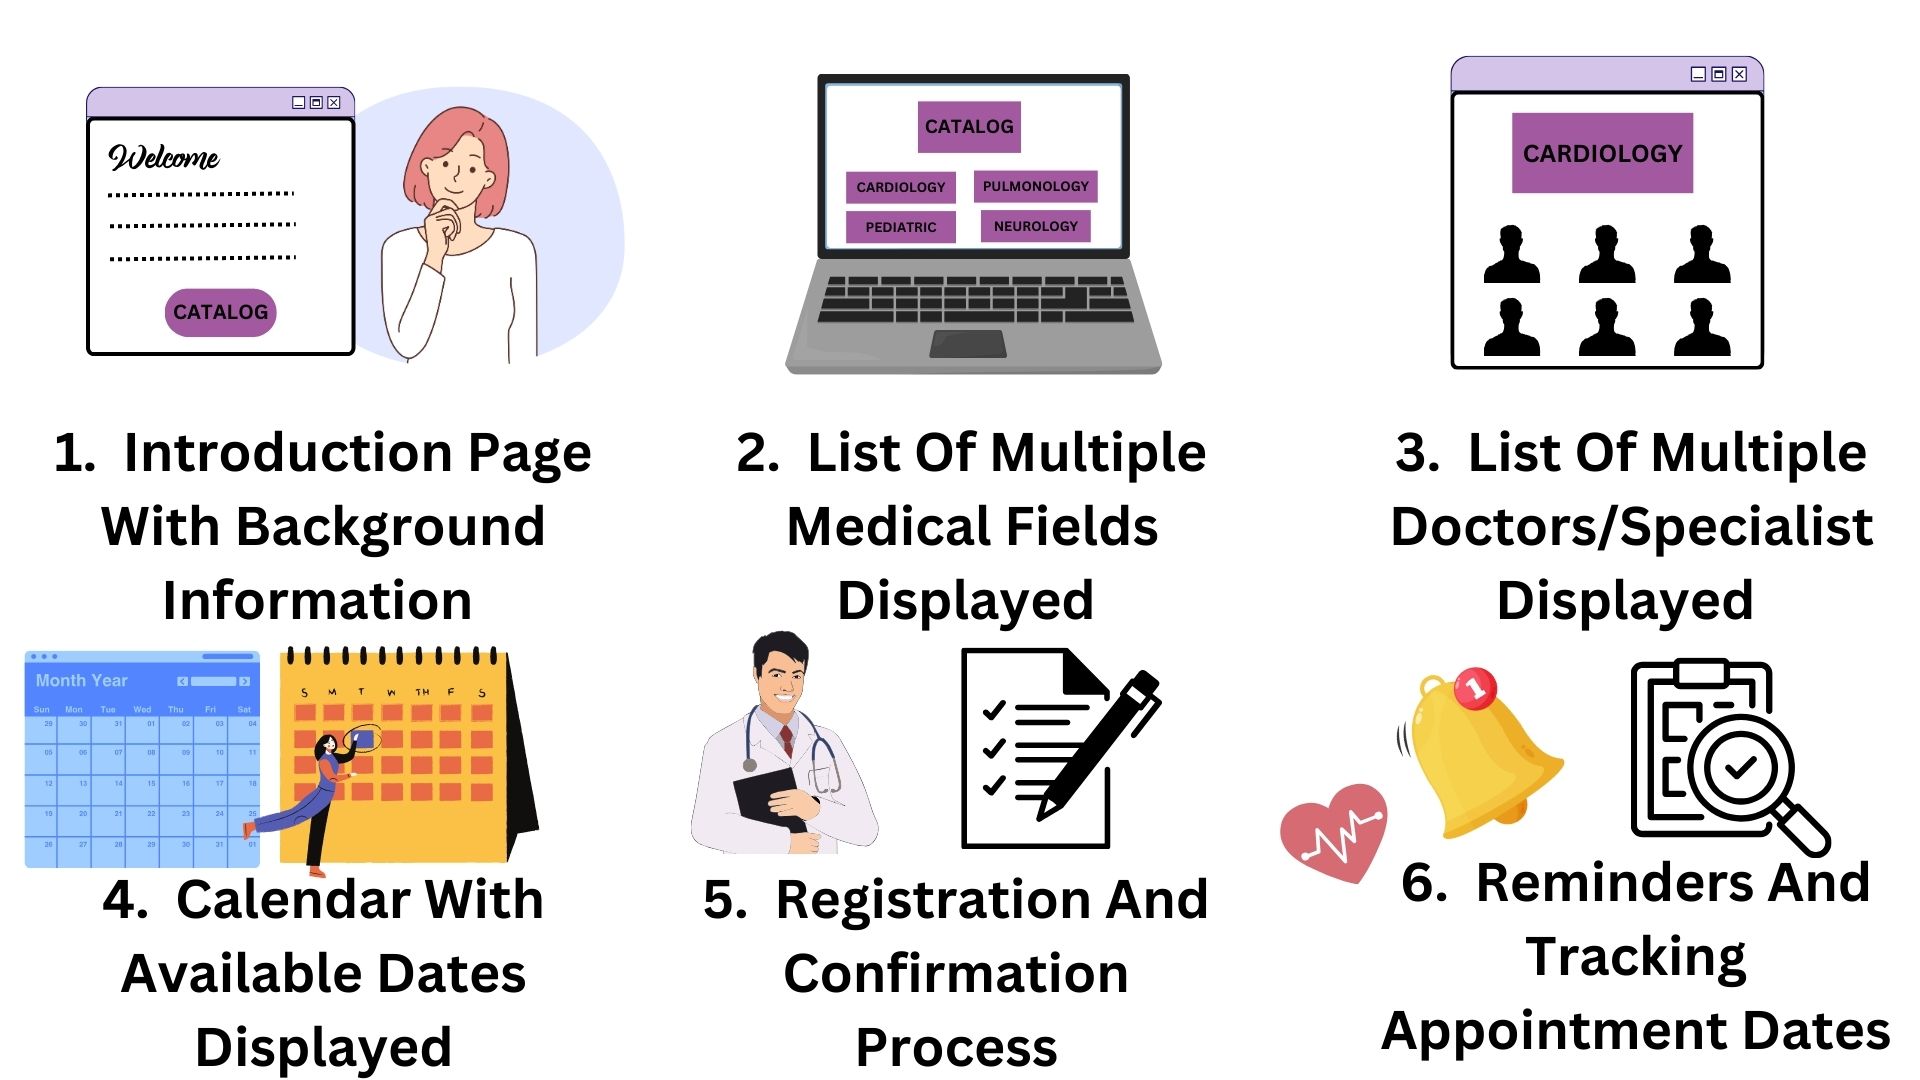 Welcome
CATALOG
CATALOG
CARDIOLOGY PULMONOLOGY
PEDIATRIC NEUROLOGY
CARDIOLOGY
1. Introduction Page
With Background
Information
2. List Of Multiple
Medical Fields
Displayed
3. List Of Multiple
Doctors/Specialist
Displayed
Month Year
Sun Mon Tue Wed Thu Fri Sat
29 30 31 01 02 03 04
05 06 07 08 09 10 11
12 13 14 15 16 17 18
19 20 21 22 23 24 25
26 27 28 29 30 31 01
S M T W TH F S
1
4. Calendar With
Available Dates
Displayed
5. Registration And
Confirmation
Process
6. Reminders And
Tracking
Appointment Dates